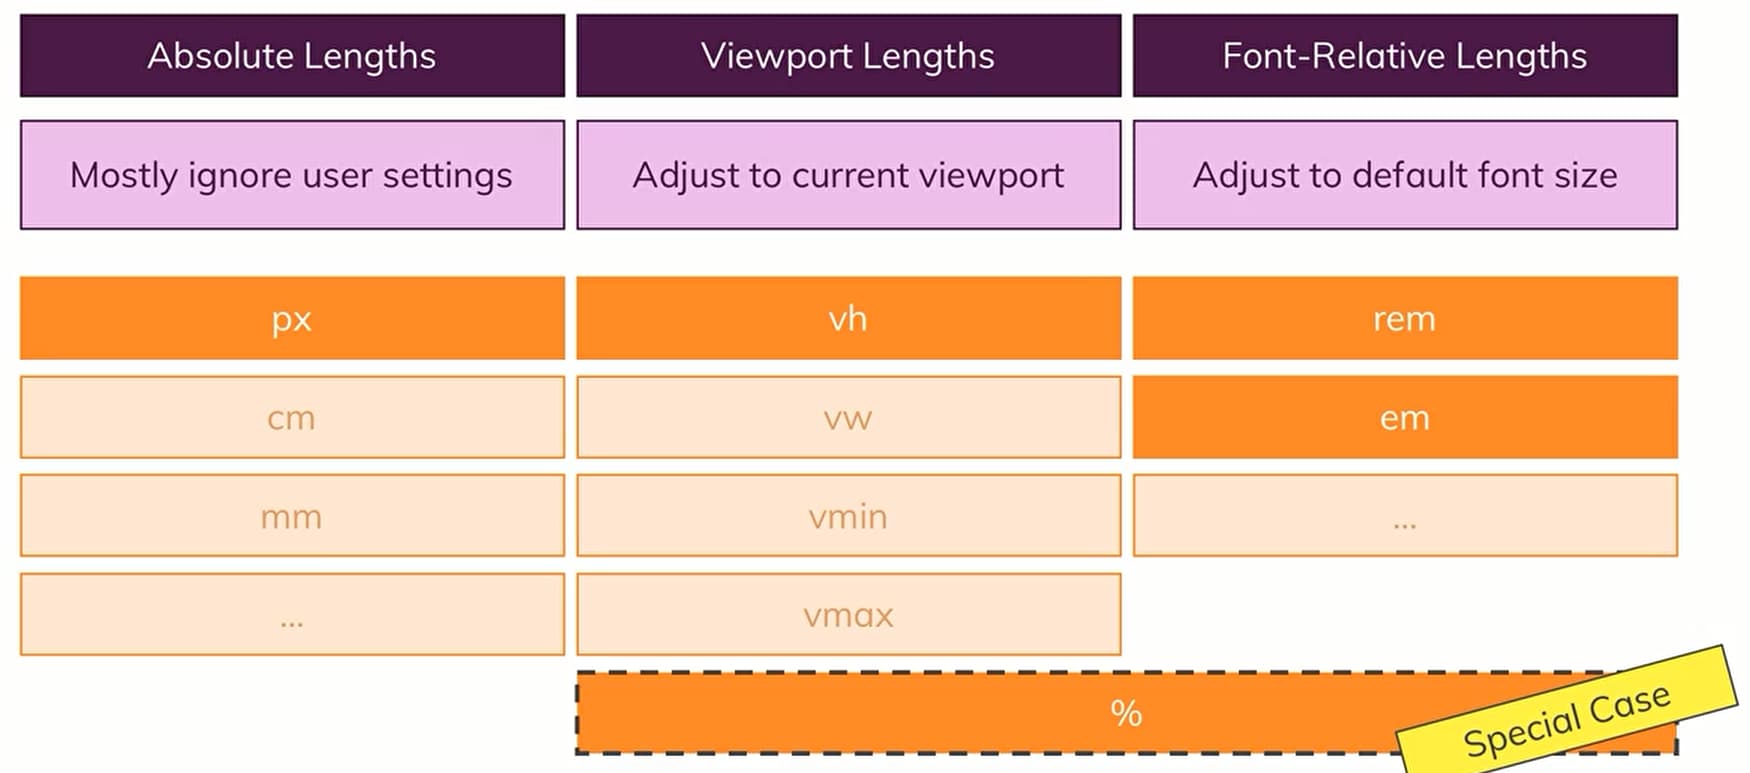 Absolute Lengths
Viewport Lengths
Font-Relative Lengths
Mostly ignore user settings
Adjust to current viewport
Adjust to default font size
px
vh
rem
cm
vw
em
mm
vmin
...
...
vmax
%
Special Case